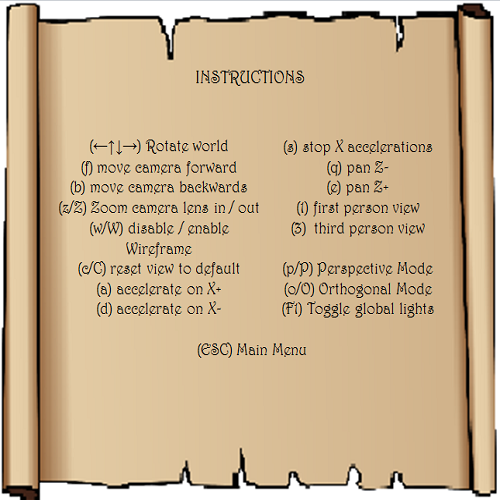 INSTRUCTIONS
(←↑↓→) Rotate world
(f) move camera forward
(b) move camera backwards
(z/Z) Zoom camera lens in / out
(w/W) disable / enable
Wireframe
(c/C) reset view to default
(a) accelerate on X+
(d) accelerate on X-
(s) stop X accelerations
(q) pan Z-
(e) pan Z+
(1) first person view
(3) third person view
(p/P) Perspective Mode
(o/O) Orthogonal Mode
(F1) Toggle global lights
(ESC) Main Menu